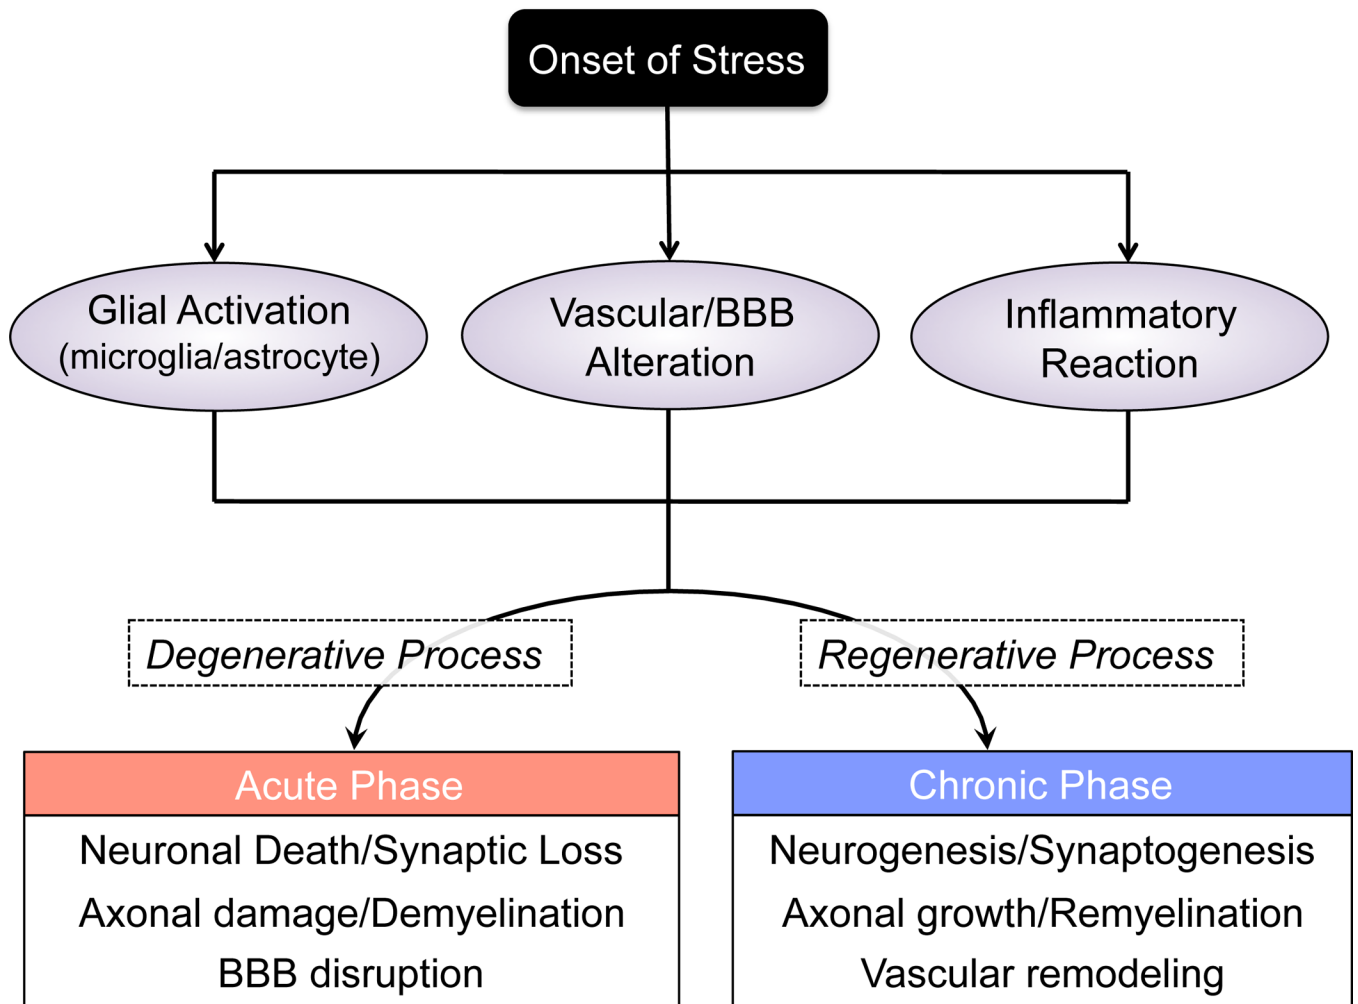 Onset of Stress
Glial Activation
(microglia/astrocyte)
Vascular/BBB
Alteration
Inflammatory
Reaction
Degenerative Process
Regenerative Process
Acute Phase
Neuronal Death/Synaptic Loss
Axonal damage/Demyelination
BBB disruption
Chronic Phase
Neurogenesis/Synaptogenesis
Axonal growth/Remyelination
Vascular remodeling